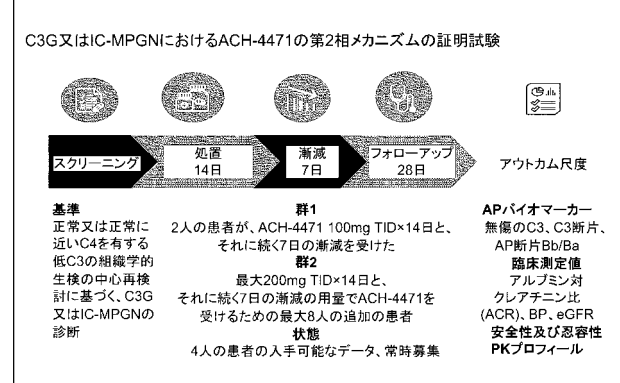 C3G又はIC-MPGNにおけるACH-4471の第2相メカニズムの証明試験
スクリーニング
処置
14日
漸減
7日
フォローアップ
28日
アウトカム尺度
基準
正常又は正常に
近いC4を有する
低C3の組織学的
生検の中心再検
討に基づく、C3G
又はIC-MPGNの
診断
群1
2人の患者が、ACH-4471 100mg TID×14日と、
それに続く7日の漸減を受けた
群2
最大200mg TID×14日と、
それに続く7日の漸減の用量でACH-4471を
受けるための最大8人の追加の患者
状態
4人の患者の入手可能なデータ、常時募集
APバイオマーカー
無傷のC3、C3断片、
AP断片Bb/Ba
臨床測定値
アルブミン対
クレアチニン比
(ACR)、BP、eGFR
安全性及び忍容性
PKプロフィール